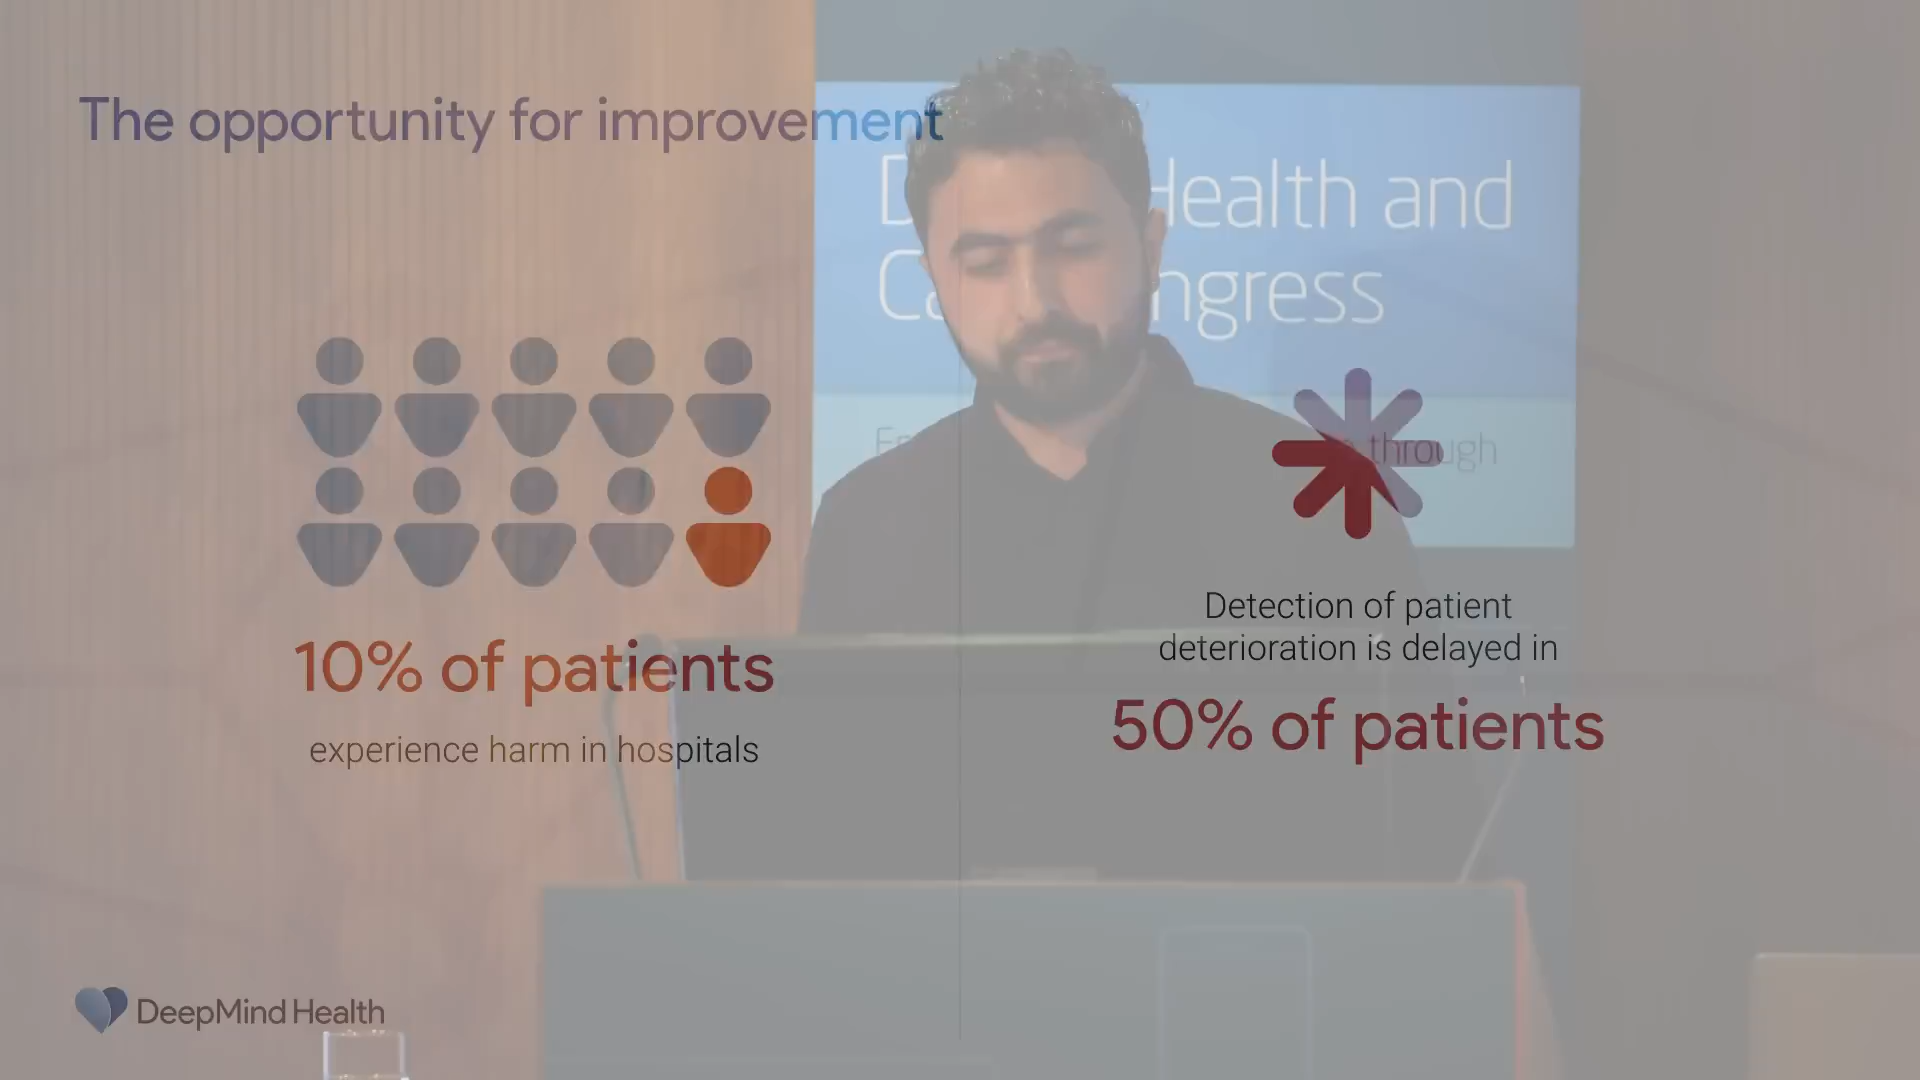 The opportunity for improvement
Health and
ngress
through
10% of patients
experience harm in hospitals
Detection of patient
deterioration is delayed in
50% of patients
DeepMind Health